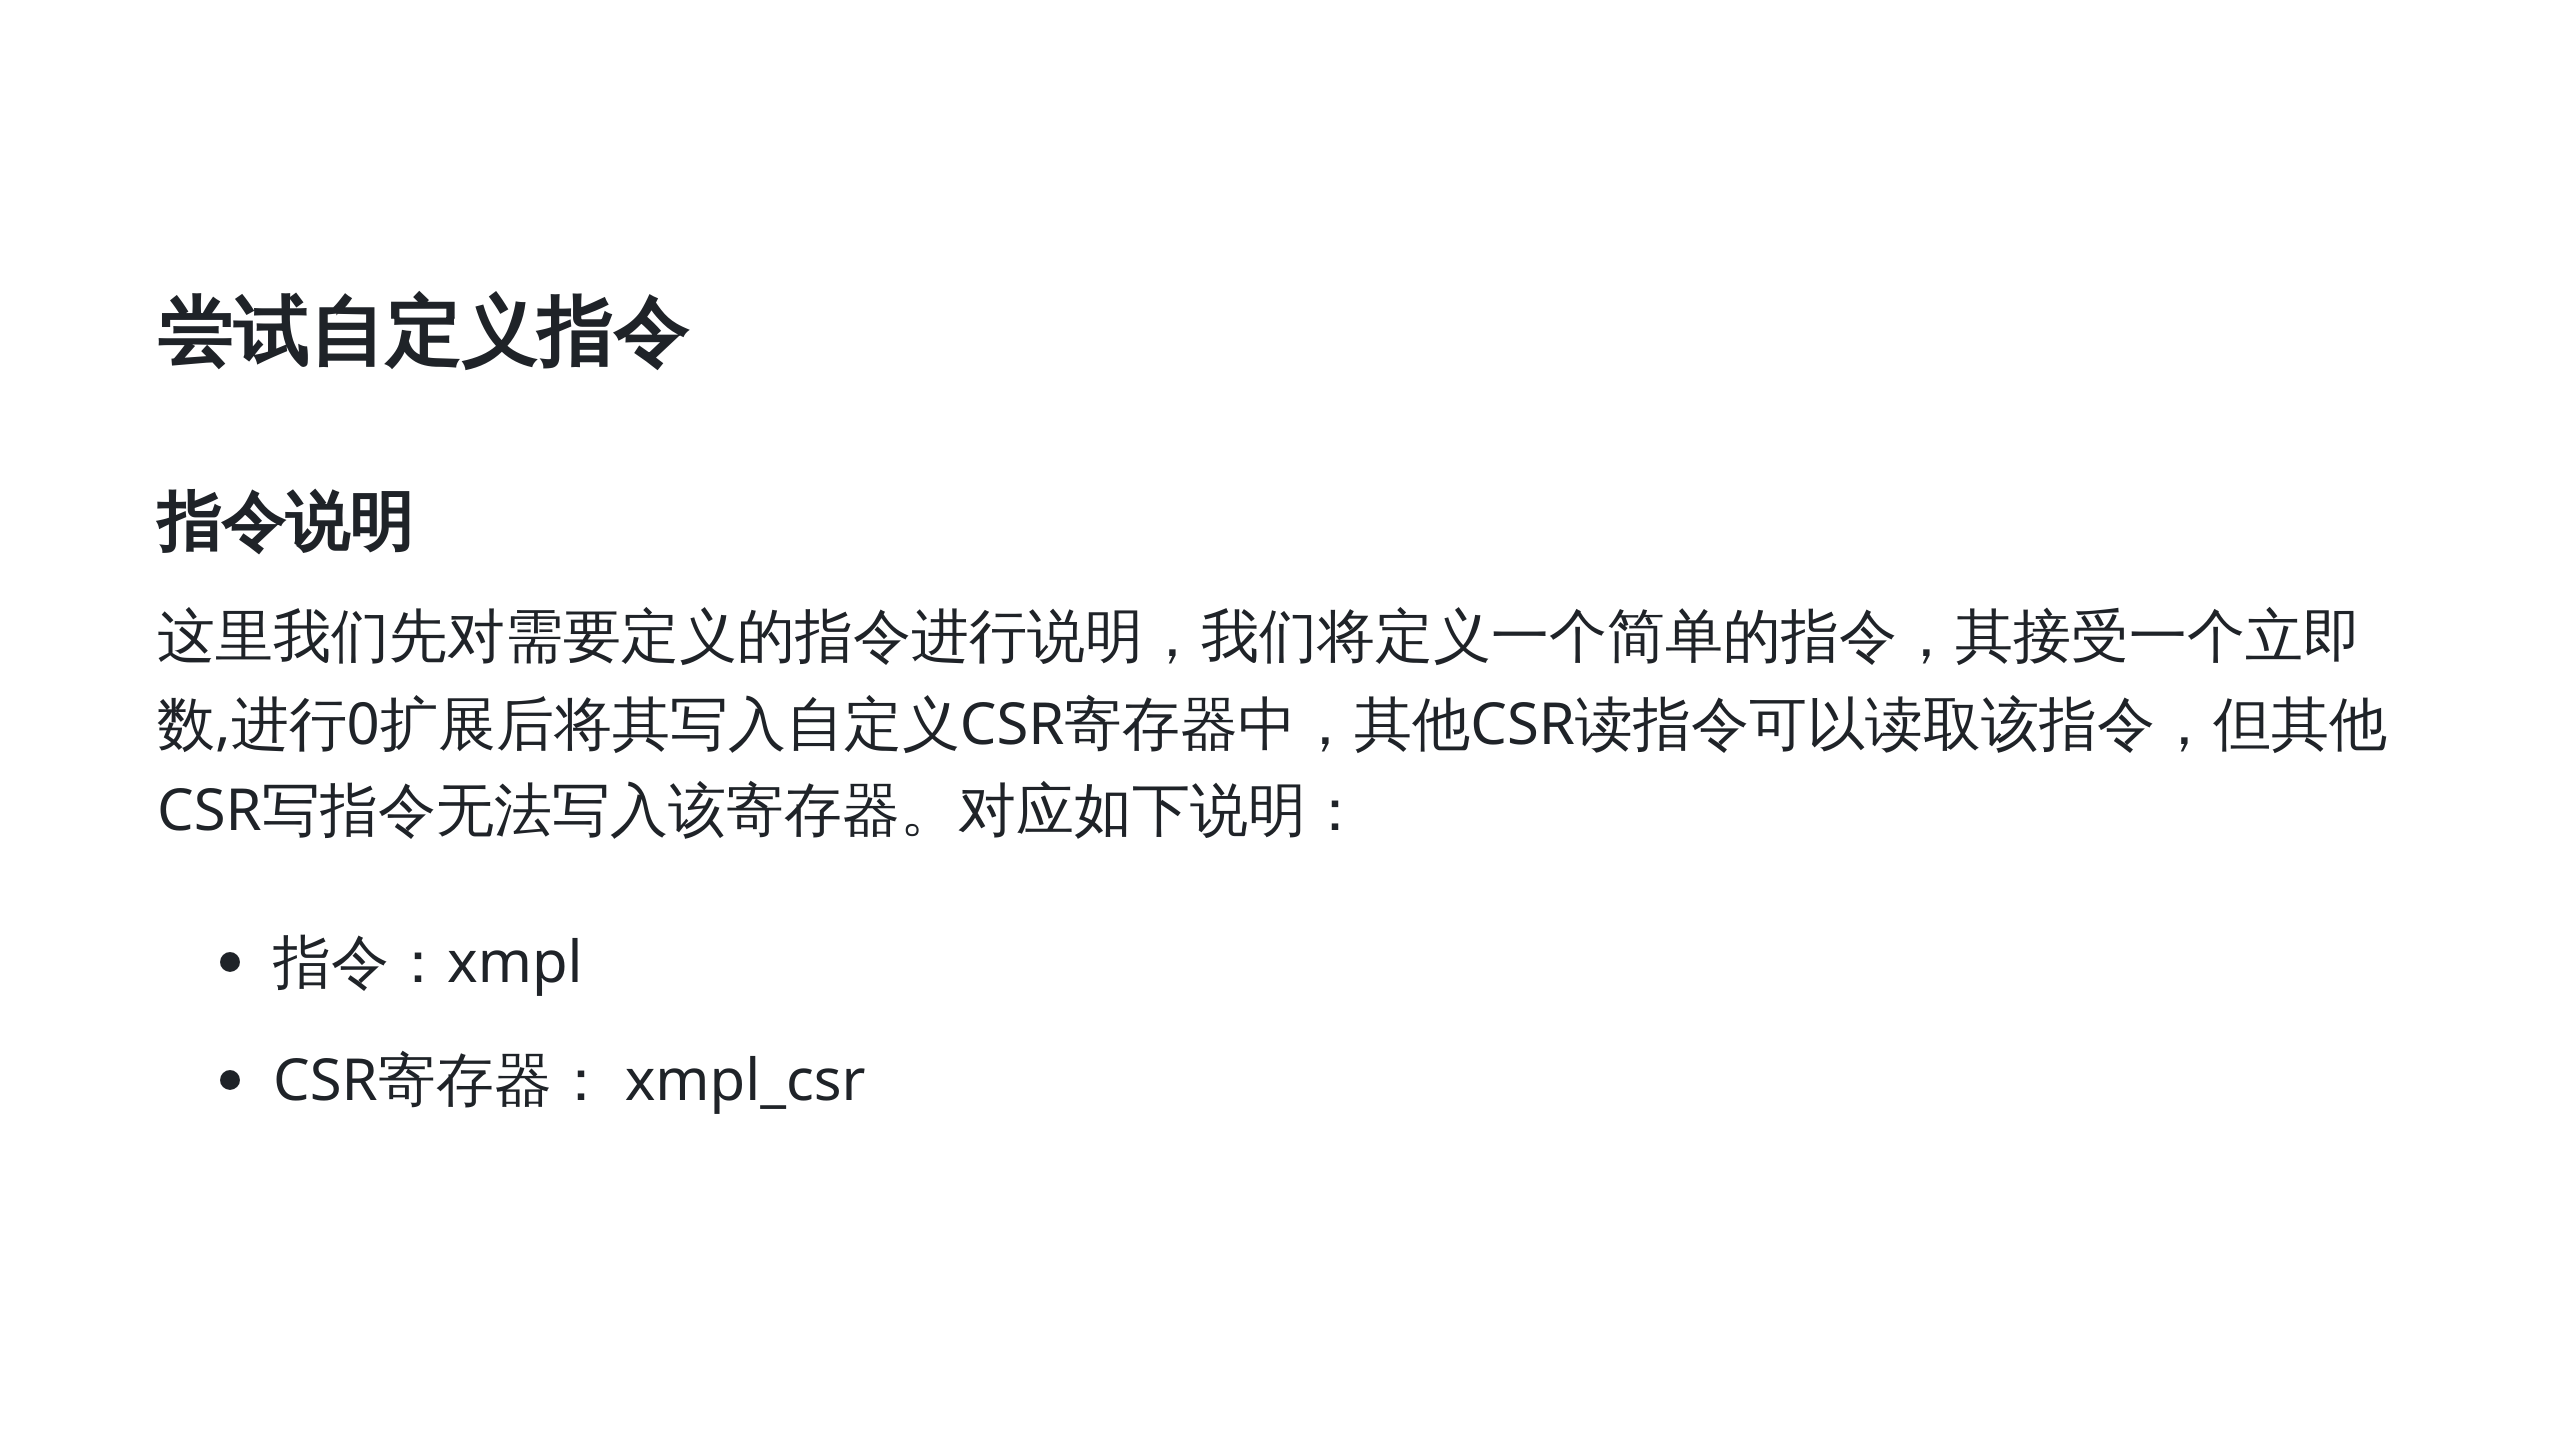 尝试自定义指令
指令说明
这里我们先对需要定义的指令进行说明，我们将定义一个简单的指令，其接受一个立即
数,进行0扩展后将其写入自定义CSR寄存器中，其他CSR读指令可以读取该指令，但其他
CSR写指令无法写入该寄存器。对应如下说明：
• 指令：xmpl
• CSR寄存器： xmpl_csr